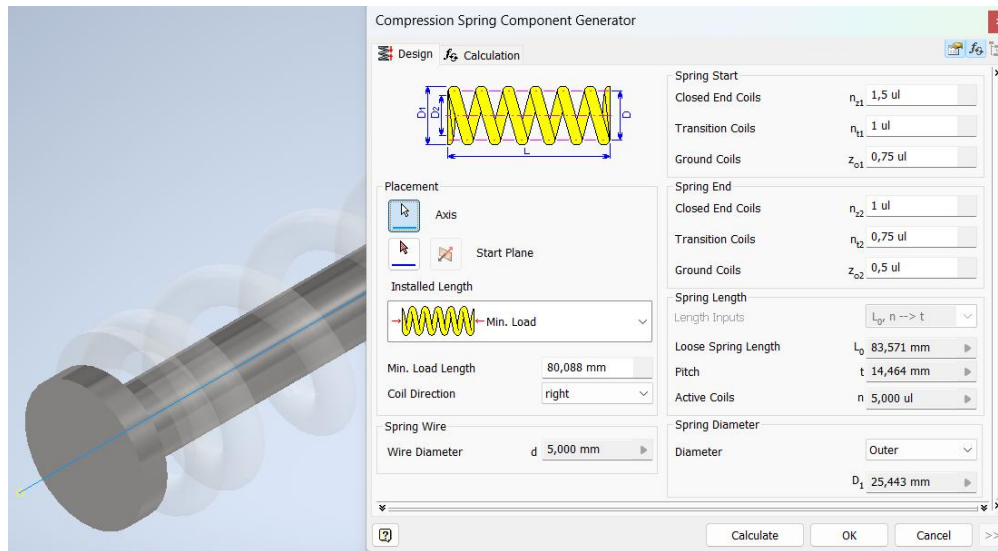 Compression Spring Component Generator
Design
Calculation
D1
D2
D
L
Placement
Axis
Start Plane
Installed Length
Min. Load
Min. Load Length 80,088 mm
Coil Direction right
Spring Wire
Wire Diameter d 5,000 mm
Spring Start
Closed End Coils nz1 1,5 ul
Transition Coils nt1 1 ul
Ground Coils zo1 0,75 ul
Spring End
Closed End Coils nz2 1 ul
Transition Coils nt2 0,75 ul
Ground Coils zo2 0,5 ul
Spring Length
Length Inputs L0, n --> t
Loose Spring Length L0 83,571 mm
Pitch t 14,464 mm
Active Coils n 5,000 ul
Spring Diameter
Diameter Outer
D1 25,443 mm
? Calculate OK Cancel >>